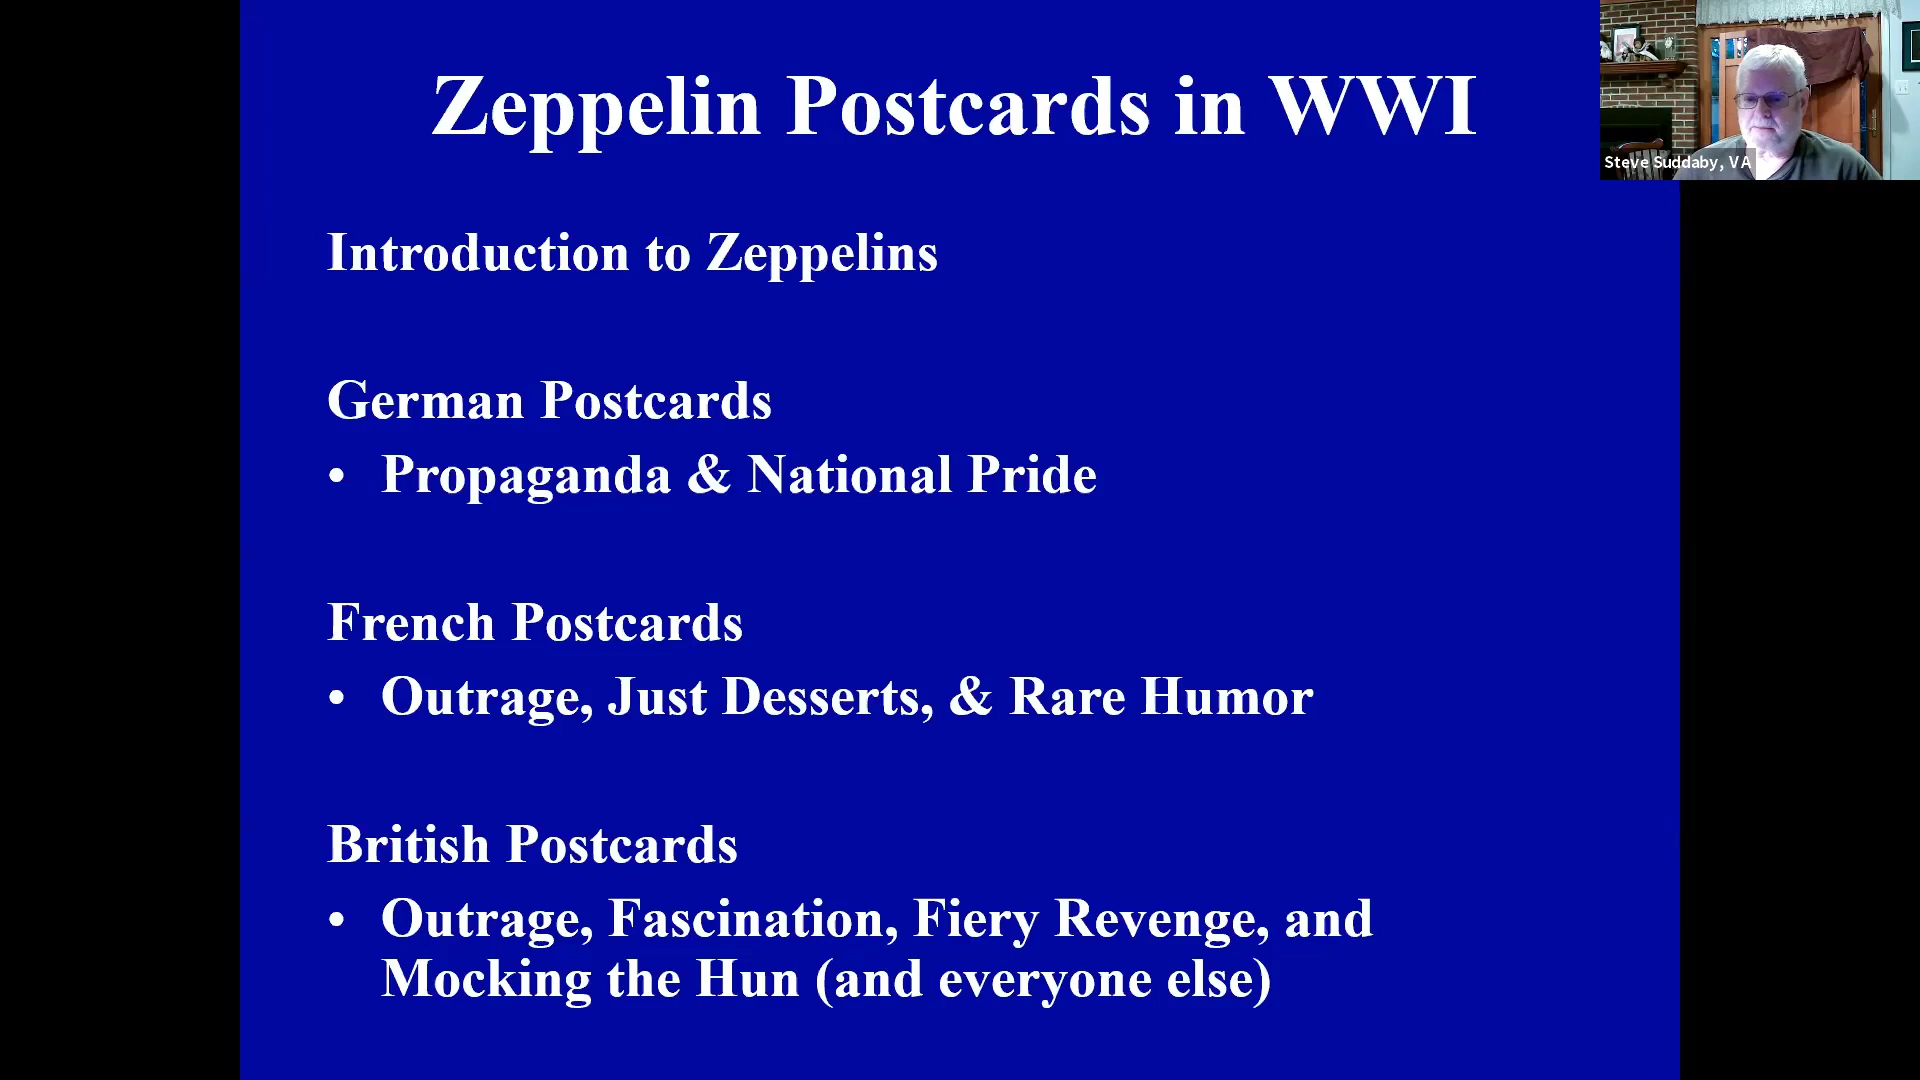 Zeppelin Postcards in WWI
Steve Suddaby, VA
Introduction to Zeppelins
German Postcards
• Propaganda & National Pride
French Postcards
• Outrage, Just Desserts, & Rare Humor
British Postcards
• Outrage, Fascination, Fiery Revenge, and
Mocking the Hun (and everyone else)